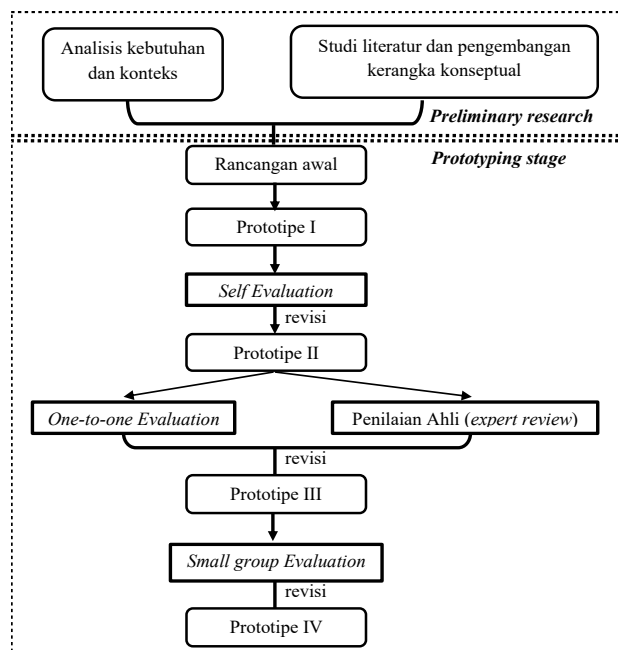 Analisis kebutuhan
dan konteks
Studi literatur dan pengembangan
kerangka konseptual
Preliminary research
Prototyping stage
Rancangan awal
Prototipe I
Self Evaluation
revisi
Prototipe II
One-to-one Evaluation
Penilaian Ahli (expert review)
revisi
Prototipe III
Small group Evaluation
revisi
Prototipe IV